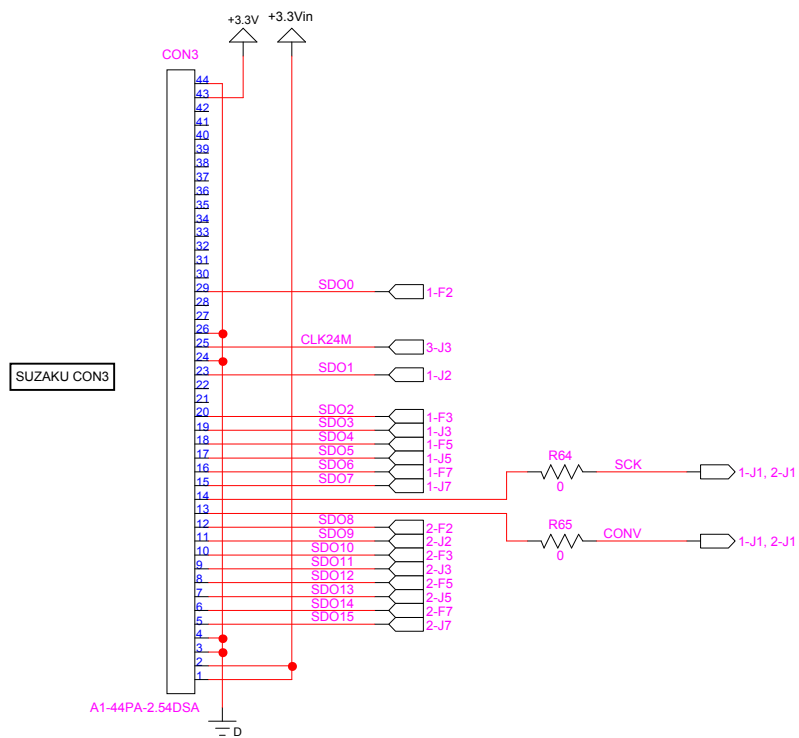 +3.3V
+3.3Vin
CON3
44
43
42
41
40
39
38
37
36
35
34
33
32
31
30
29 SDO0 1-F2
28
27
26
25 CLK24M 3-J3
24
23 SDO1 1-J2
22
21
20 SDO2 1-F3
19 SDO3 1-J3
18 SDO4 1-F5
17 SDO5 1-J5
16 SDO6 1-F7
15 SDO7 1-J7
14
13
12 SDO8 2-F2
11 SDO9 2-J2
10 SDO10 2-F3
9 SDO11 2-J3
8 SDO12 2-F5
7 SDO13 2-J5
6 SDO14 2-F7
5 SDO15 2-J7
4
3
2
1
SUZAKU CON3
R64
0
SCK
1-J1, 2-J1
R65
0
CONV
1-J1, 2-J1
A1-44PA-2.54DSA
D